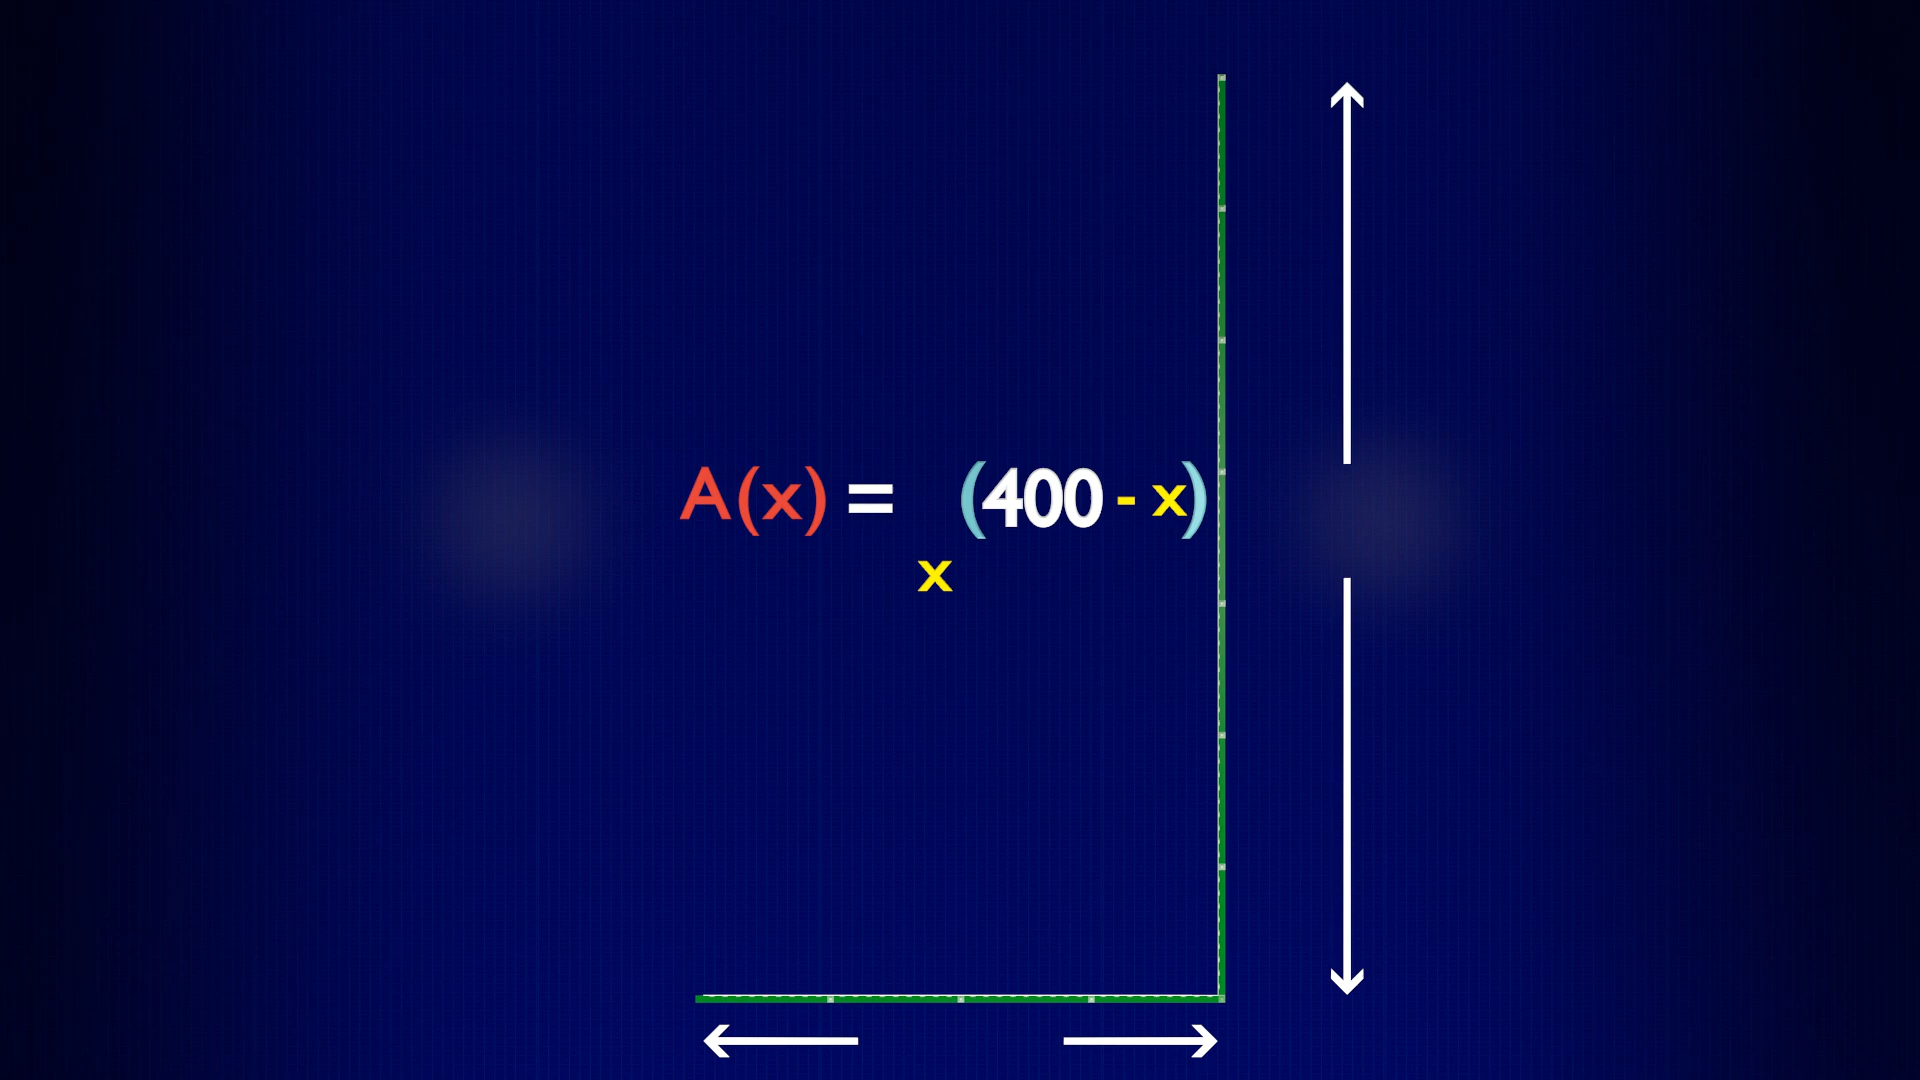 A(x) = (400 - x)
x